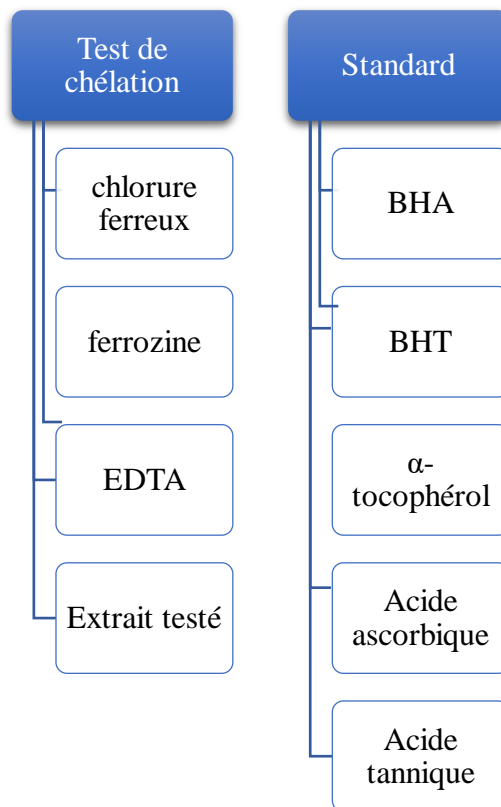 Test de
chélation
chlorure
ferreux
ferrozine
EDTA
Extrait testé
Standard
BHA
BHT
α-
tocophérol
Acide
ascorbique
Acide
tannique